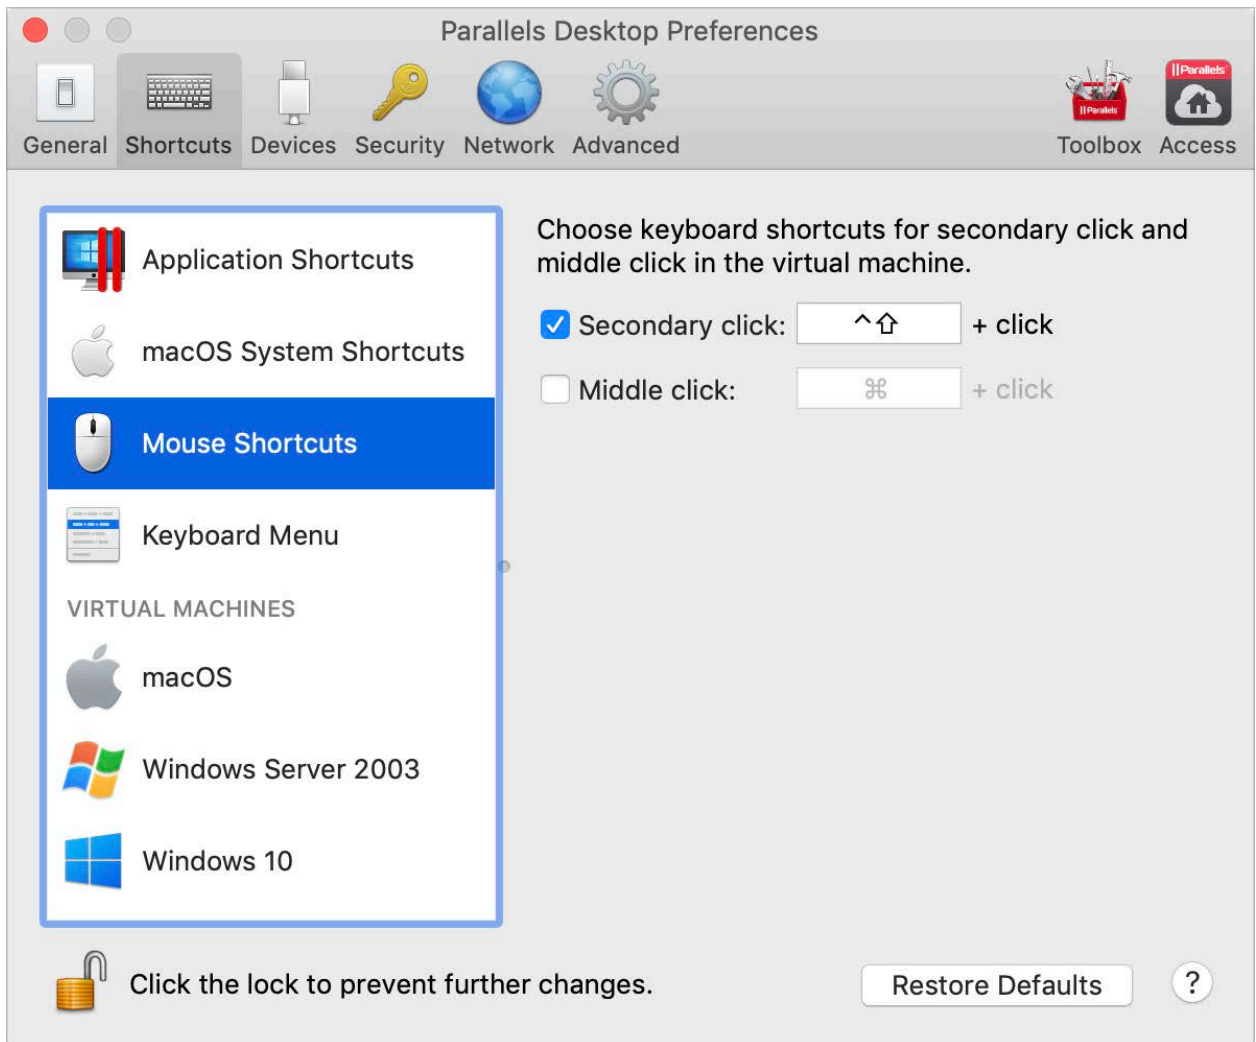 Parallels Desktop Preferences
General Shortcuts Devices Security Network Advanced Toolbox Access
||Parallels
||Parallels®
Application Shortcuts
macOS System Shortcuts
Mouse Shortcuts
Keyboard Menu
VIRTUAL MACHINES
macOS
Windows Server 2003
Windows 10
Choose keyboard shortcuts for secondary click and
middle click in the virtual machine.
Secondary click: ^⇧ + click
Middle click: ⌘ + click
Click the lock to prevent further changes.
Restore Defaults
?